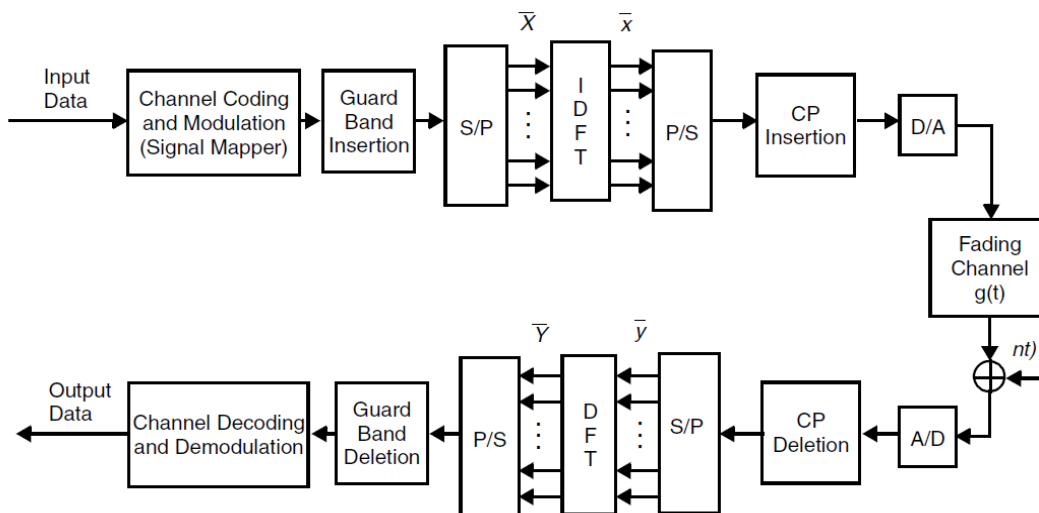 Input
Data
Channel Coding
and Modulation
(Signal Mapper)
Guard
Band
Insertion
S/P
X
I
D
F
T
x
P/S
CP
Insertion
D/A
Fading
Channel
g(t)
nt)
A/D
CP
Deletion
S/P
y
D
F
T
Y
P/S
Guard
Band
Deletion
Channel Decoding
and Demodulation
Output
Data